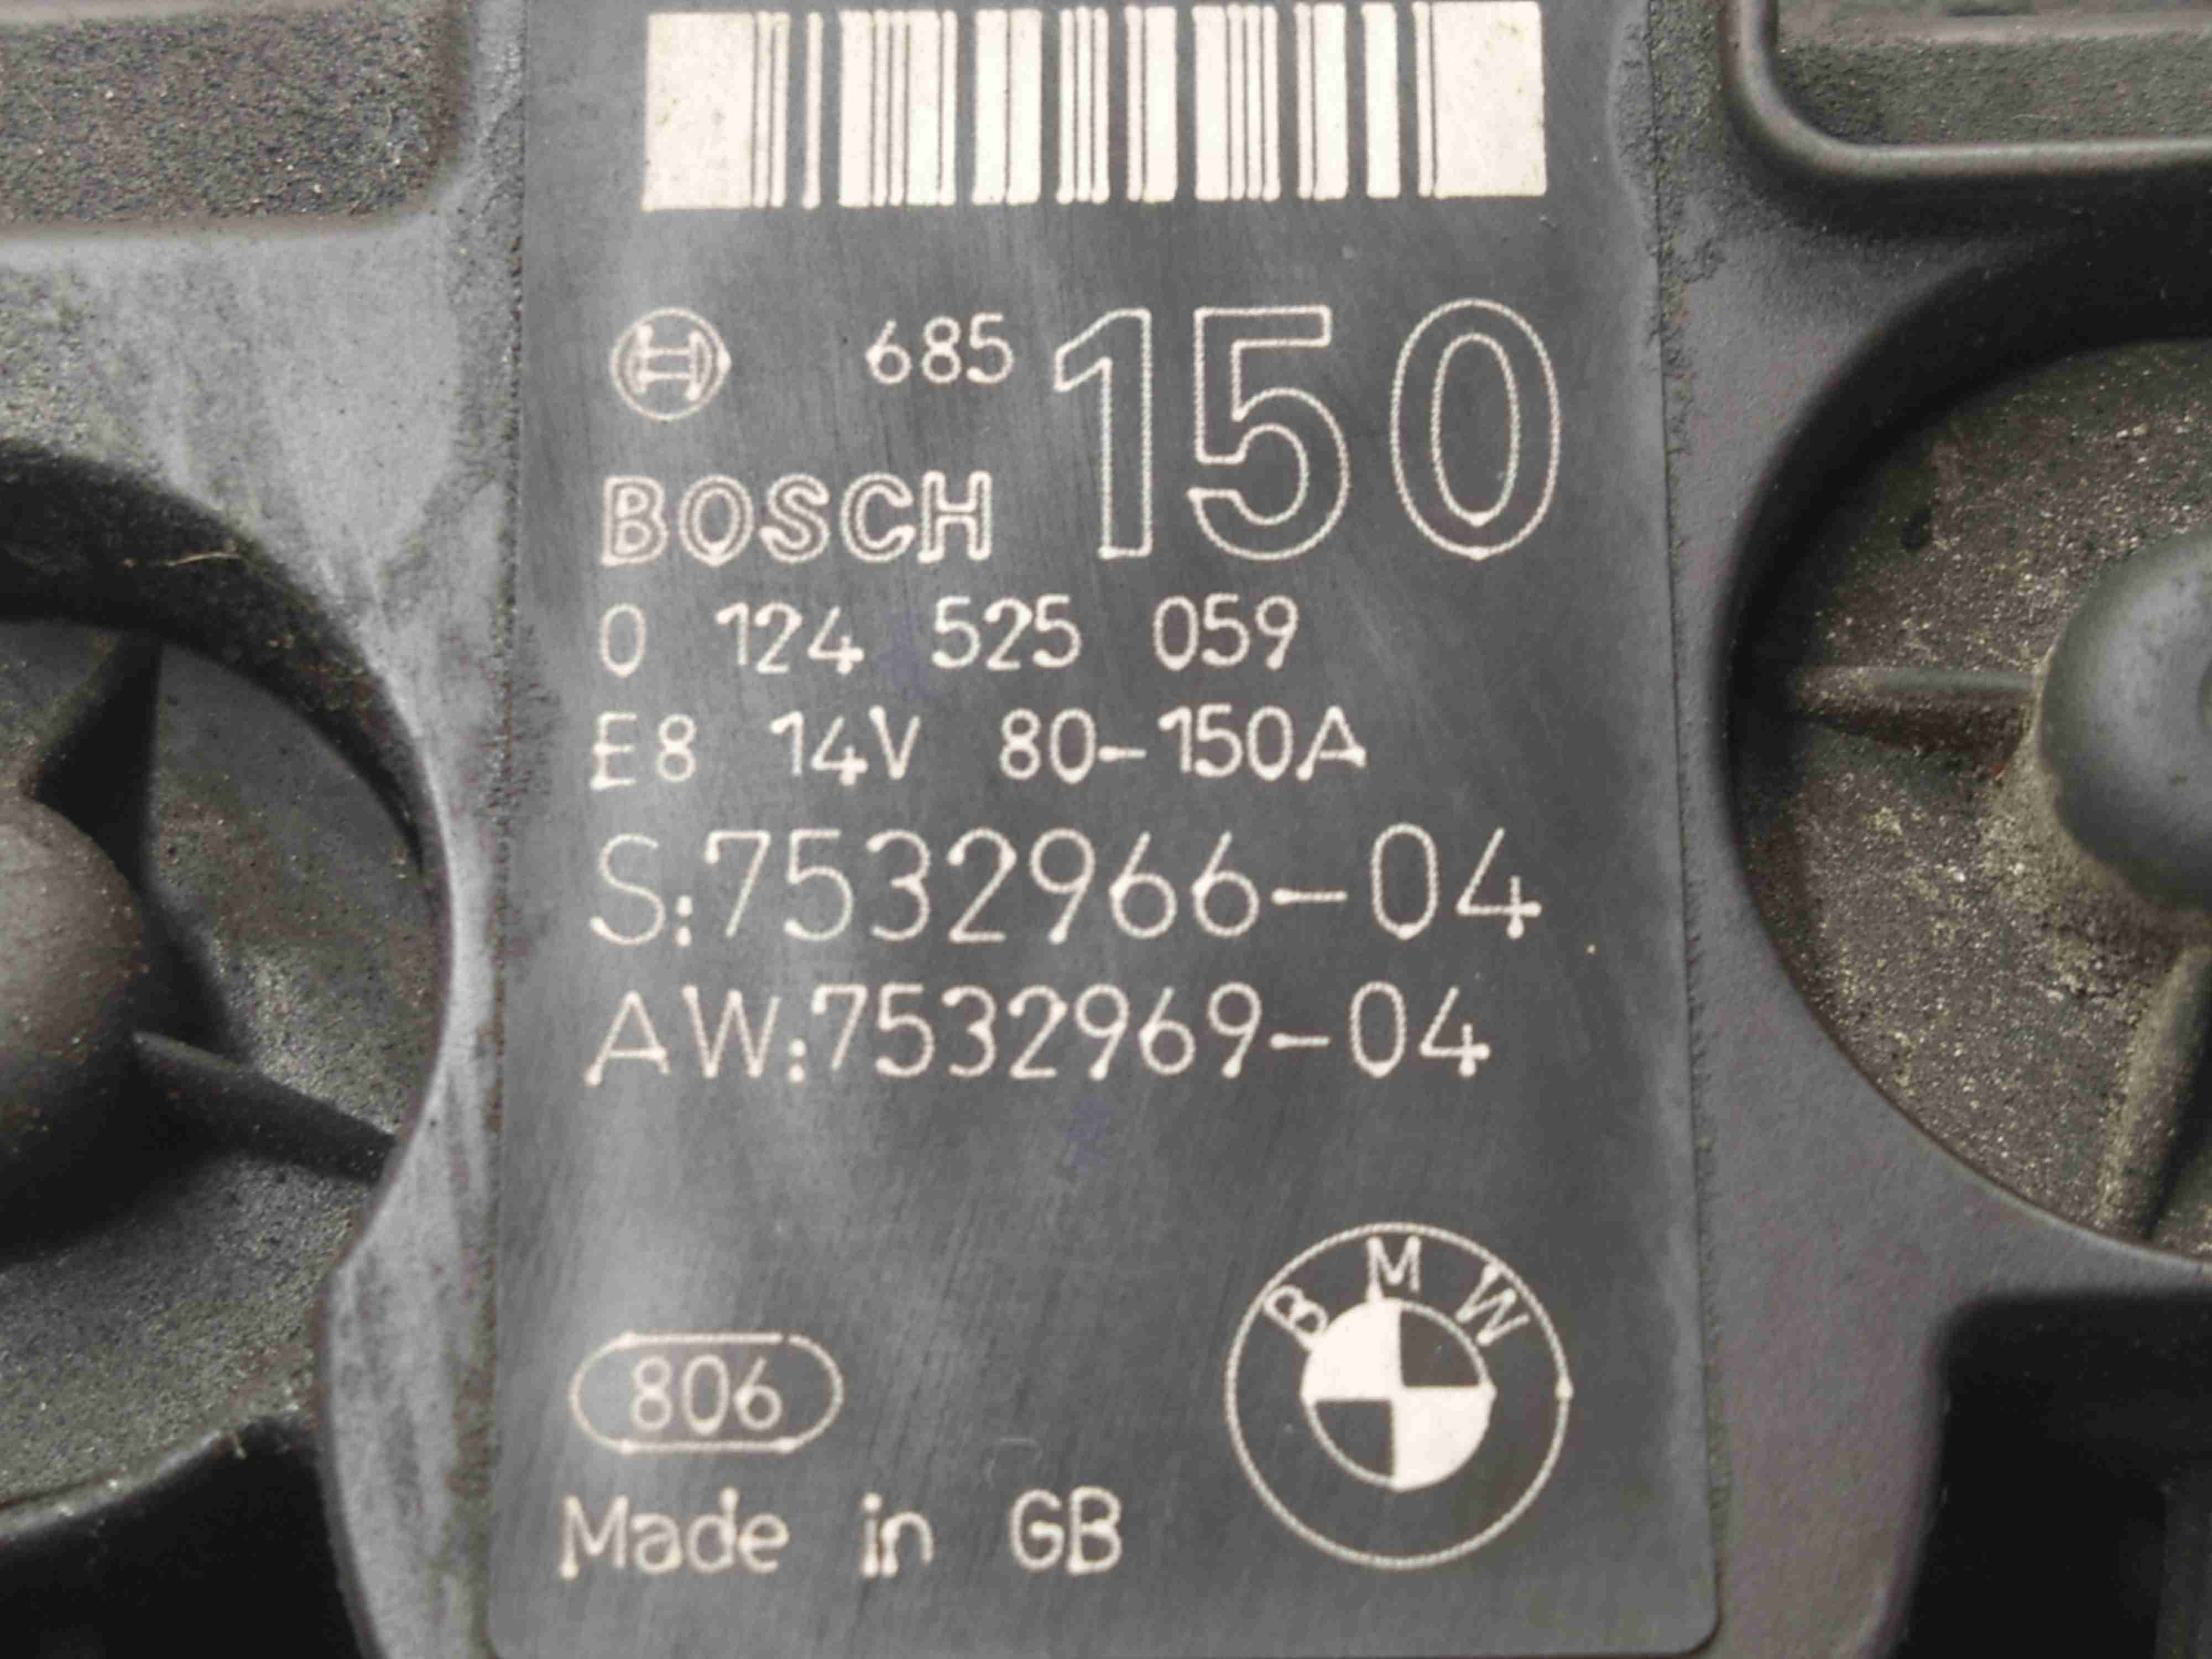 685 150
BOSCH
0 124 525 059
E8 14V 80-150A
S:7532966-04
AW:7532969-04
BMW
806
Made in GB